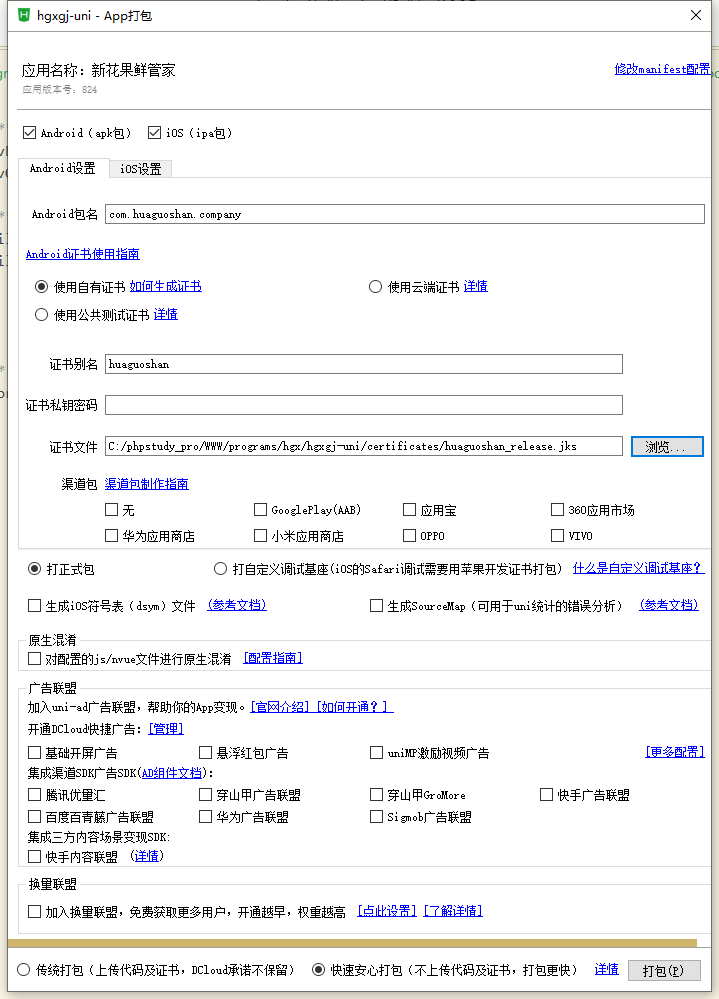 hgxgj-uni - App打包
应用名称：新花果鲜管家
修改manifest配置
应用版本号：824
Android（apk包）
iOS（ipa包）
Android设置
iOS设置
Android包名
com.huaguoshan.company
Android证书使用指南
使用自有证书 如何生成证书
使用云端证书 详情
使用公共测试证书 详情
证书别名
huaguoshan
证书私钥密码
证书文件
C:/phpstudy_pro/WWW/programs/hgx/hgxgj-uni/certificates/huaguoshan_release.jks
浏览...
渠道包 渠道包制作指南
无
GooglePlay(AAB)
应用宝
360应用市场
华为应用商店
小米应用商店
OPPO
VIVO
打正式包
打自定义调试基座(iOS的Safari调试需要用苹果开发证书打包)
什么是自定义调试基座？
生成iOS符号表（dsym）文件
(参考文档)
生成SourceMap（可用于uni统计的错误分析）
(参考文档)
原生混淆
对配置的js/nvue文件进行原生混淆
[配置指南]
广告联盟
加入uni-ad广告联盟，帮助你的App变现。[官网介绍] [如何开通？]
开通DCloud快捷广告：[管理]
基础开屏广告
悬浮红包广告
uniMP激励视频广告
[更多配置]
集成渠道SDK广告SDK(AD组件文档)：
腾讯优量汇
穿山甲广告联盟
穿山甲GroMore
快手广告联盟
百度百青藤广告联盟
华为广告联盟
Sigmob广告联盟
集成三方内容场景变现SDK:
快手内容联盟 （详情）
换量联盟
加入换量联盟，免费获取更多用户，开通越早，权重越高
[点此设置] [了解详情]
传统打包（上传代码及证书，DCloud承诺不保留）
快速安心打包（不上传代码及证书，打包更快）
详情
打包(P)